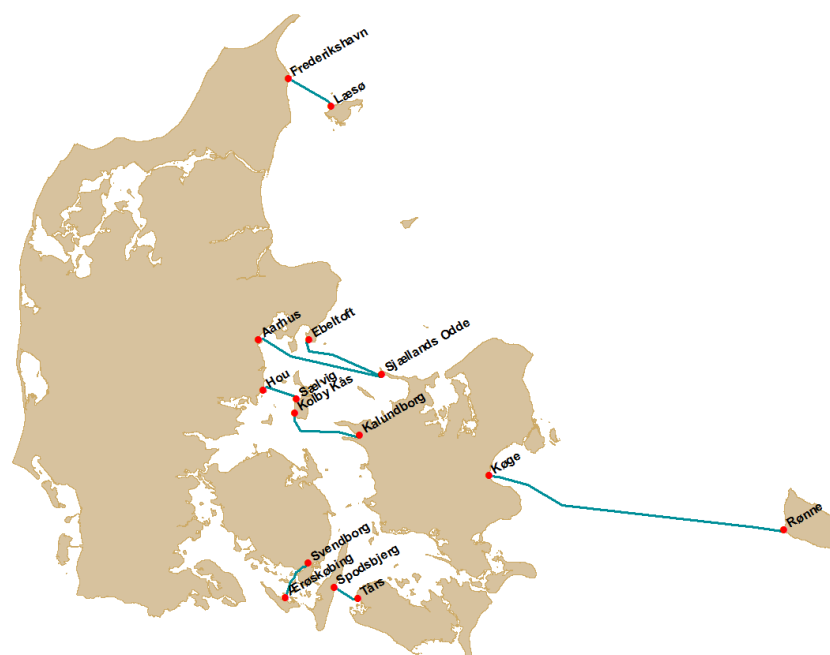 Frederikshavn
Læsø
Aarhus
Ebeltoft
Sjællands Odde
Hou
Sælvig
Kolby Kås
Kalundborg
Køge
Rønne
Svendborg
Ærøskøbing
Spodsbjerg
Tårs